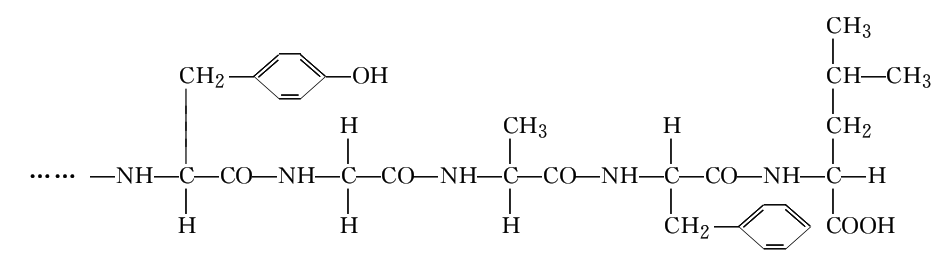 CH₃
CH₂ OH CH—CH₃
H CH₃ H CH₂
······ —NH—C—CO—NH—C—CO—NH—C—CO—NH—C—CO—NH—C—H
H H H CH₂ COOH